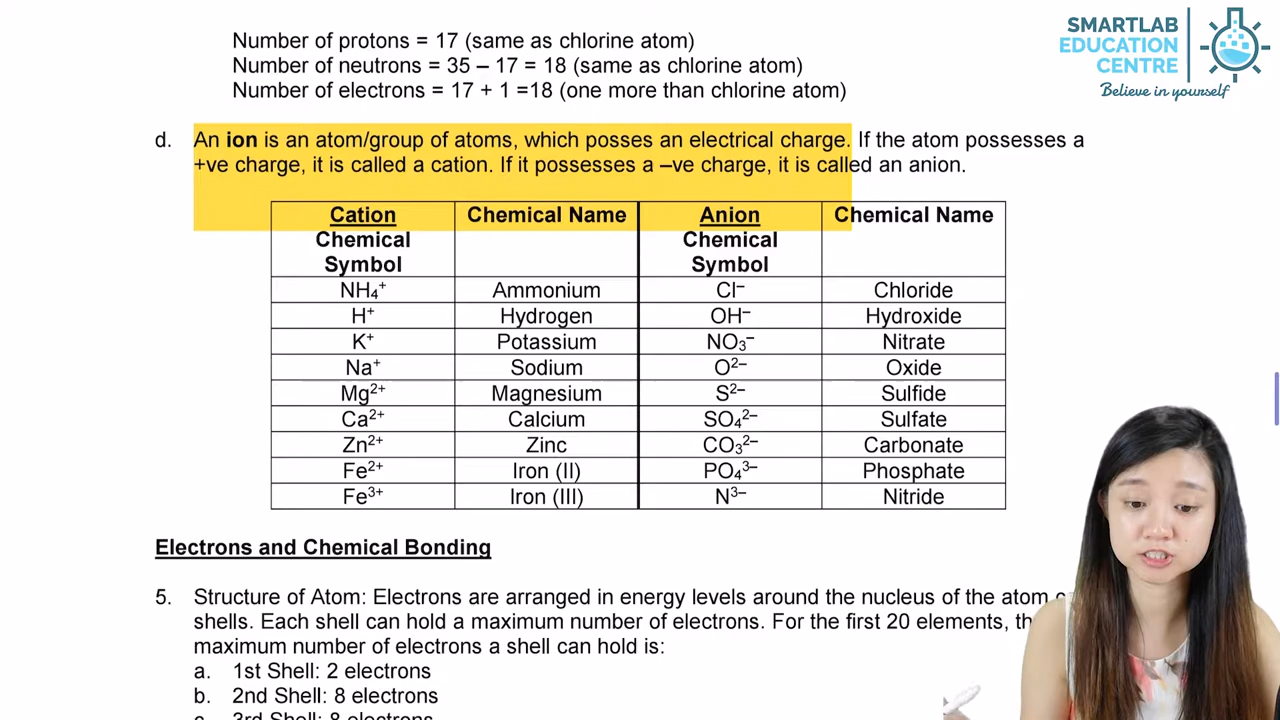 SMARTLAB
EDUCATION
CENTRE
Believe in yourself
Number of protons = 17 (same as chlorine atom)
Number of neutrons = 35 – 17 = 18 (same as chlorine atom)
Number of electrons = 17 + 1 =18 (one more than chlorine atom)
d. An ion is an atom/group of atoms, which posses an electrical charge. If the atom possesses a
+ve charge, it is called a cation. If it possesses a –ve charge, it is called an anion.
Cation Chemical Name Anion Chemical Name
Chemical Chemical
Symbol Symbol
NH₄⁺ Ammonium Cl⁻ Chloride
H⁺ Hydrogen OH⁻ Hydroxide
K⁺ Potassium NO₃⁻ Nitrate
Na⁺ Sodium O²⁻ Oxide
Mg²⁺ Magnesium S²⁻ Sulfide
Ca²⁺ Calcium SO₄²⁻ Sulfate
Zn²⁺ Zinc CO₃²⁻ Carbonate
Fe²⁺ Iron (II) PO₄³⁻ Phosphate
Fe³⁺ Iron (III) N³⁻ Nitride
Electrons and Chemical Bonding
5. Structure of Atom: Electrons are arranged in energy levels around the nucleus of the atom
shells. Each shell can hold a maximum number of electrons. For the first 20 elements,
maximum number of electrons a shell can hold is:
a. 1st Shell: 2 electrons
b. 2nd Shell: 8 electrons
c. 3rd Shell: 8 electrons